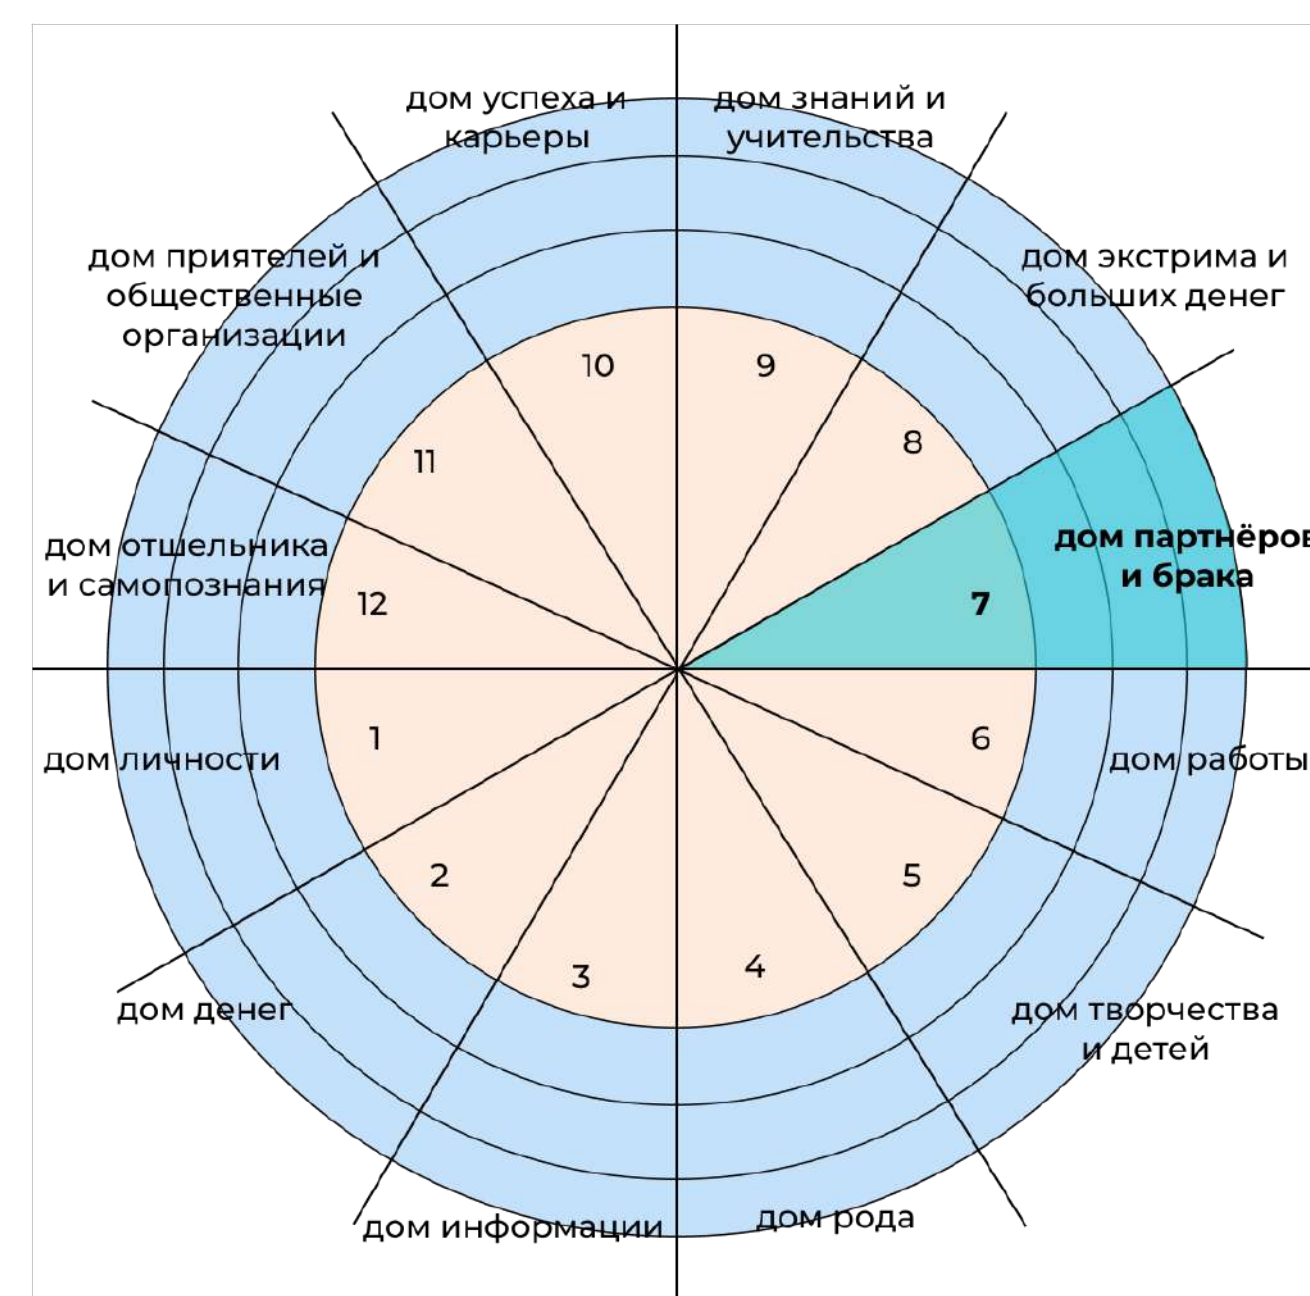 дом успеха и
карьеры
дом знаний и
учительства
дом приятелей и
общественные
организации
дом экстрима и
больших денег
10
9
11
8
дом отшельника
и самопознания
12
7
дом партнёров
и брака
дом личности
1
6
дом работы
2
5
3
4
дом денег
дом творчества
и детей
дом информации
дом рода